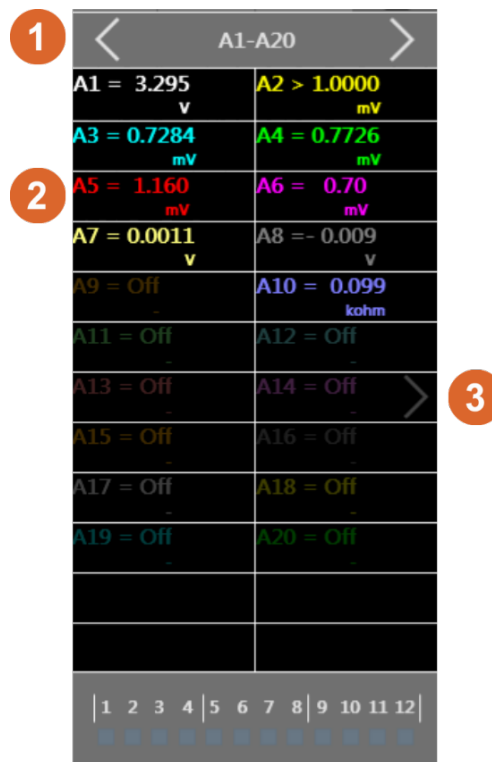 1
A1-A20
A1 = 3.295 V
A2 > 1.0000 mV
A3 = 0.7284 mV
A4 = 0.7726 mV
2
A5 = 1.160 mV
A6 = 0.70 mV
A7 = 0.0011 V
A8 =- 0.009 V
A9 = Off -
A10 = 0.099 kohm
A11 = Off -
A12 = Off -
A13 = Off -
A14 = Off -
3
A15 = Off -
A16 = Off -
A17 = Off -
A18 = Off -
A19 = Off -
A20 = Off -
1 2 3 4 5 6 7 8 9 10 11 12